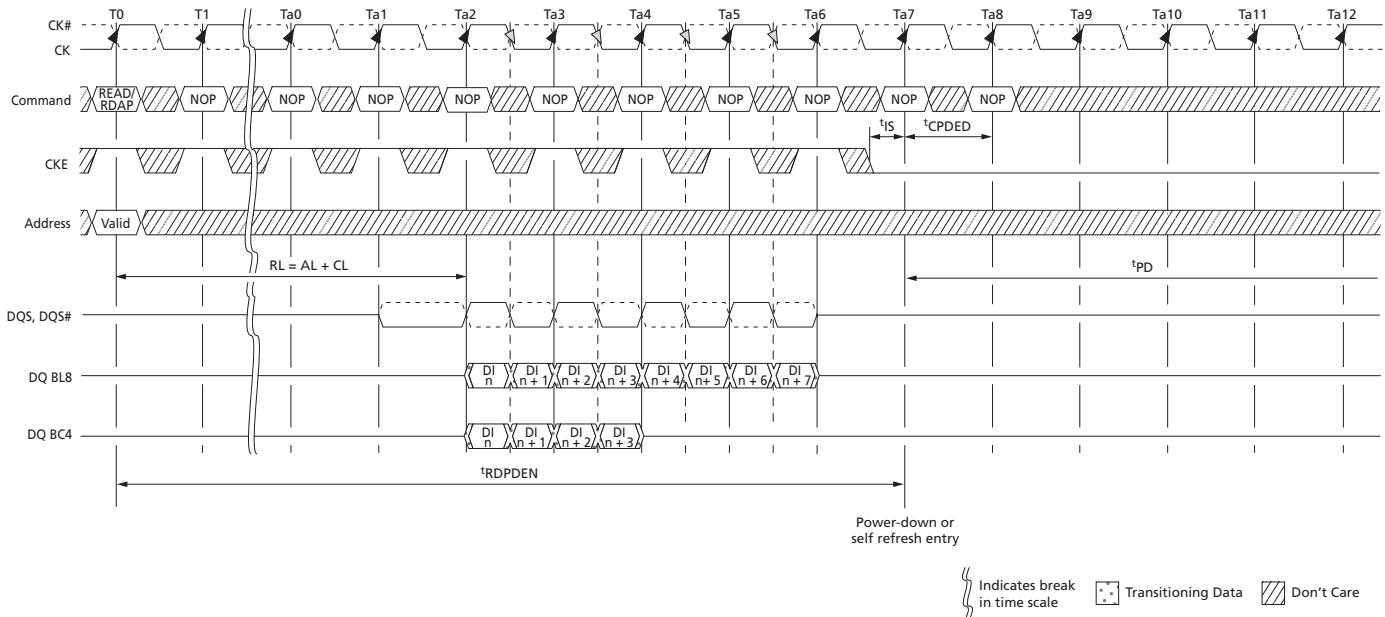 T0 T1 Ta0 Ta1 Ta2 Ta3 Ta4 Ta5 Ta6 Ta7 Ta8 Ta9 Ta10 Ta11 Ta12
CK#
CK
Command READ/ RDAP NOP NOP NOP NOP NOP NOP NOP NOP NOP NOP
tIS tCPDED
CKE
Address Valid
RL = AL + CL tPD
DQS, DQS#
DQ BL8 DI n DI n + 1 DI n + 2 DI n + 3 DI n + 4 DI n + 5 DI n + 6 DI n + 7
DQ BC4 DI n DI n + 1 DI n + 2 DI n + 3
tRDPDEN
Power-down or
self refresh entry
Indicates break
in time scale
Transitioning Data
Don't Care